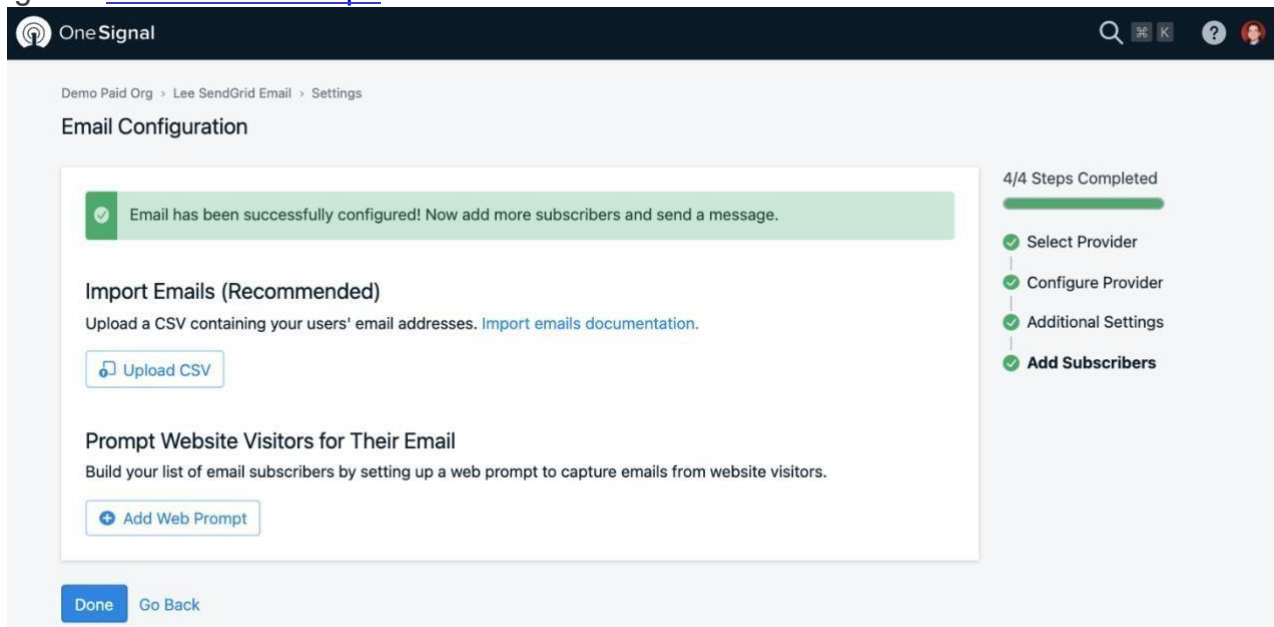 OneSignal
⌘ K
?
Demo Paid Org > Lee SendGrid Email > Settings
Email Configuration
Email has been successfully configured! Now add more subscribers and send a message.
Import Emails (Recommended)
Upload a CSV containing your users' email addresses. Import emails documentation.
Upload CSV
Prompt Website Visitors for Their Email
Build your list of email subscribers by setting up a web prompt to capture emails from website visitors.
Add Web Prompt
Done Go Back
4/4 Steps Completed
Select Provider
Configure Provider
Additional Settings
Add Subscribers